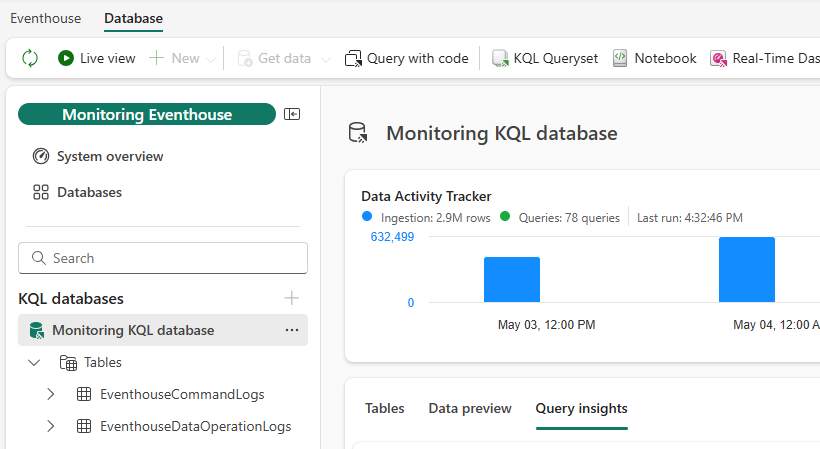 Eventhouse Database
Live view New Get data Query with code KQL Queryset Notebook Real-Time Das
Monitoring Eventhouse
System overview
Databases
Search
KQL databases
Monitoring KQL database
Tables
EventhouseCommandLogs
EventhouseDataOperationLogs
Monitoring KQL database
Data Activity Tracker
Ingestion: 2.9M rows Queries: 78 queries Last run: 4:32:46 PM
632,499
0
May 03, 12:00 PM May 04, 12:00 A
Tables Data preview Query insights